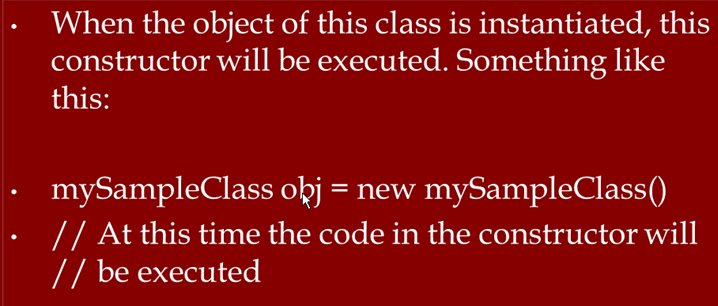 • When the object of this class is instantiated, this
constructor will be executed. Something like
this:
• mySampleClass obj = new mySampleClass()
• // At this time the code in the constructor will
// be executed